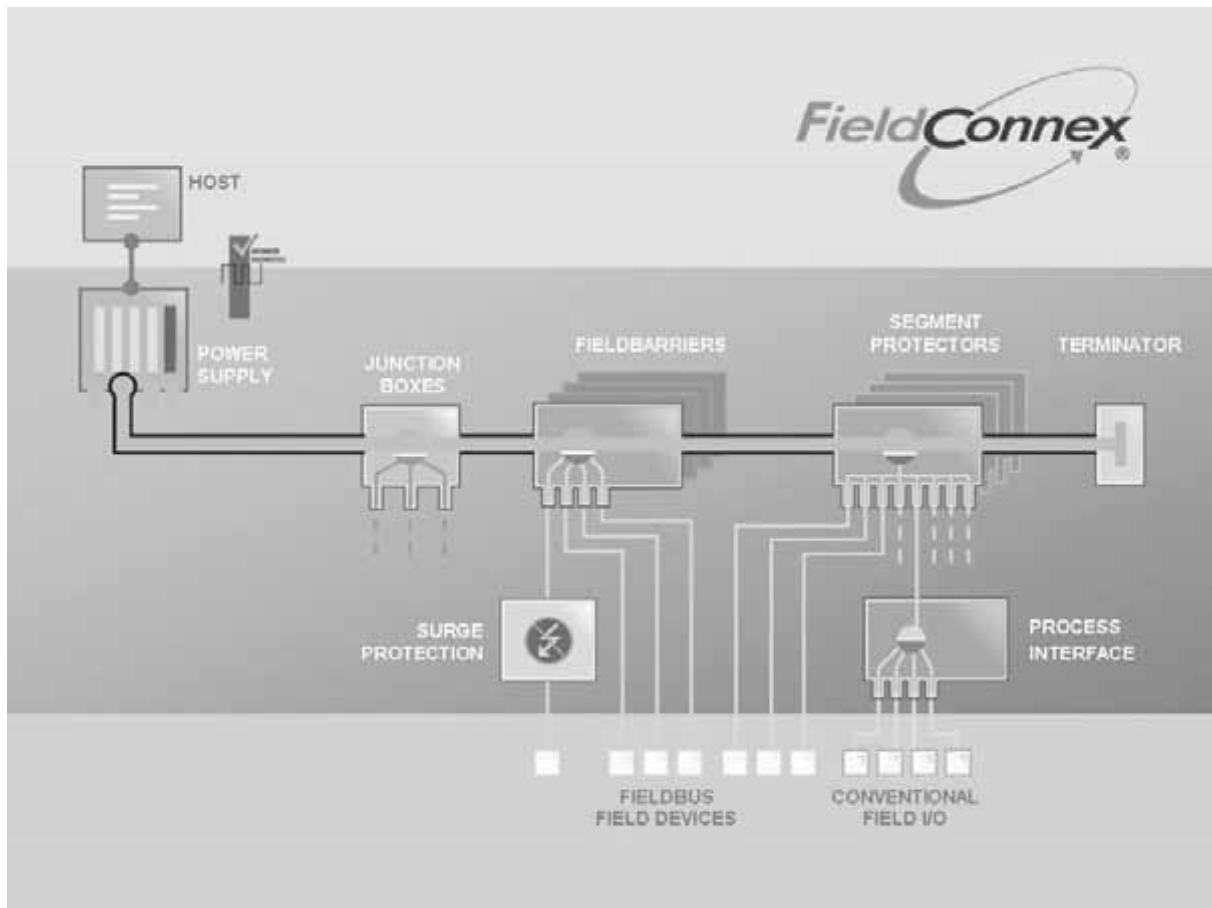 FieldConnex®
HOST
POWER
SUPPLY
JUNCTION
BOXES
FIELDBARRIERS
SEGMENT
PROTECTORS
TERMINATOR
SURGE
PROTECTION
PROCESS
INTERFACE
FIELDBUS
FIELD DEVICES
CONVENTIONAL
FIELD I/O